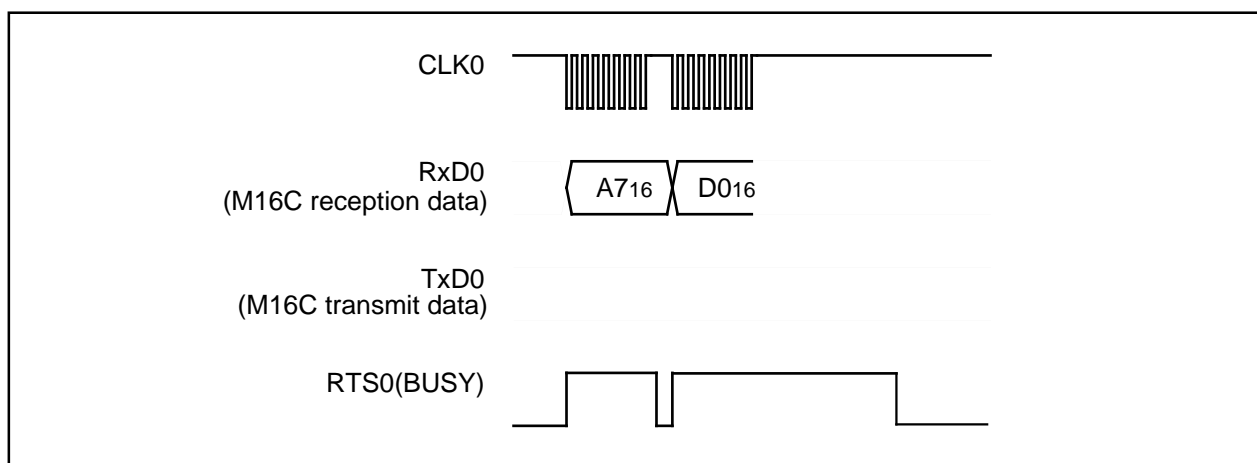 CLK0
RxD0
(M16C reception data)
A716
D016
TxD0
(M16C transmit data)
RTS0(BUSY)